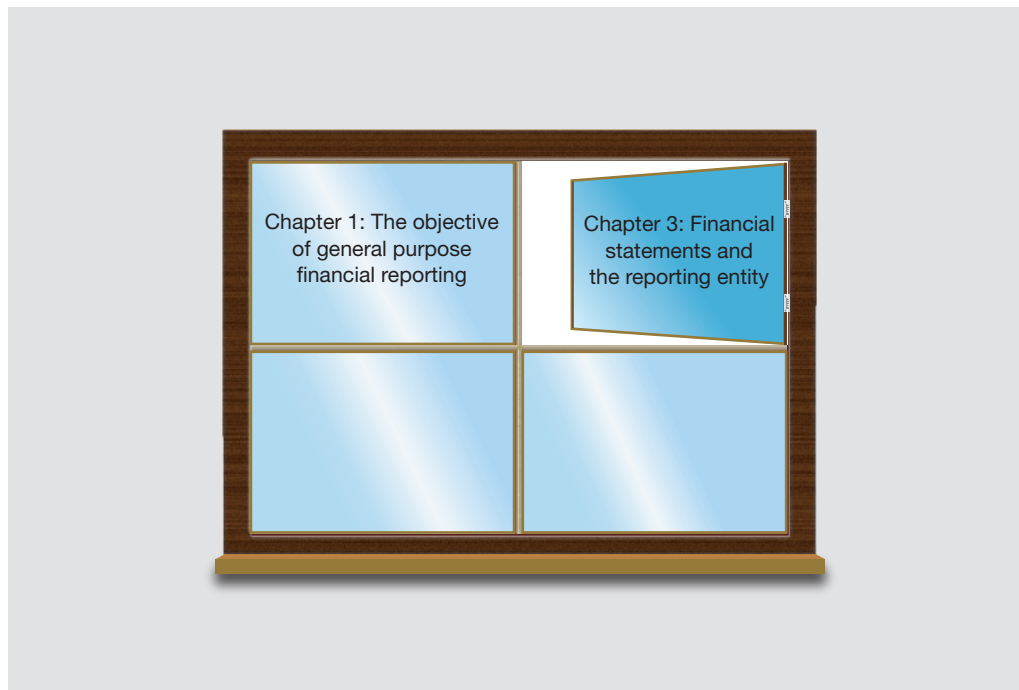 Chapter 1: The objective
of general purpose
financial reporting
Chapter 3: Financial
statements and
the reporting entity